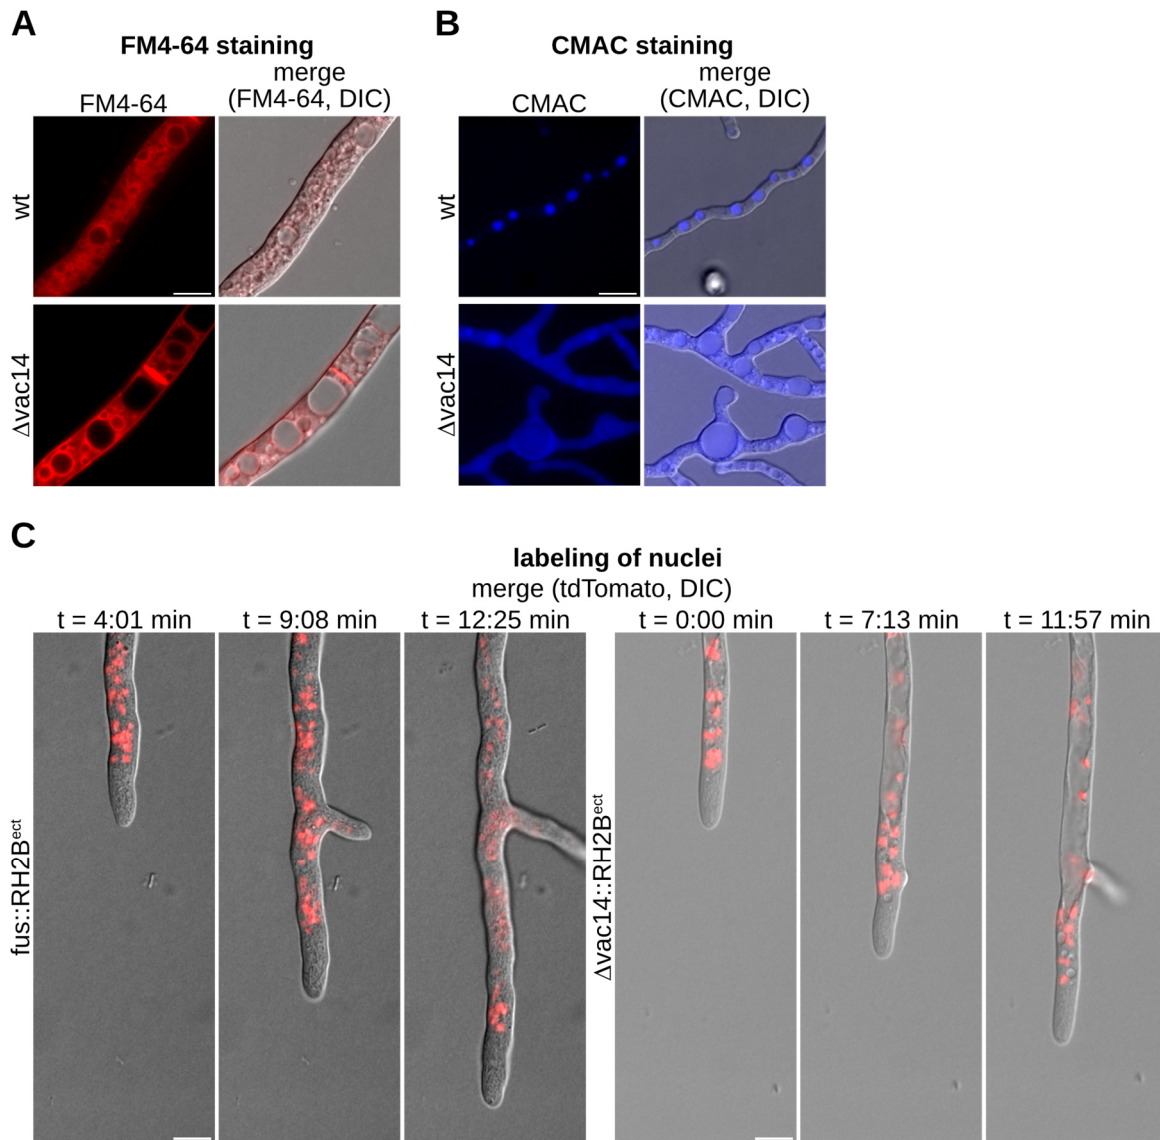 A
FM4-64 staining
FM4-64
merge
(FM4-64, DIC)
wt
Δvac14
B
CMAC staining
CMAC
merge
(CMAC, DIC)
wt
Δvac14
C
labeling of nuclei
merge (tdTomato, DIC)
t = 4:01 min
t = 9:08 min
t = 12:25 min
t = 0:00 min
t = 7:13 min
t = 11:57 min
fus::RH2Bᵉᶜᵗ
Δvac14::RH2Bᵉᶜᵗ